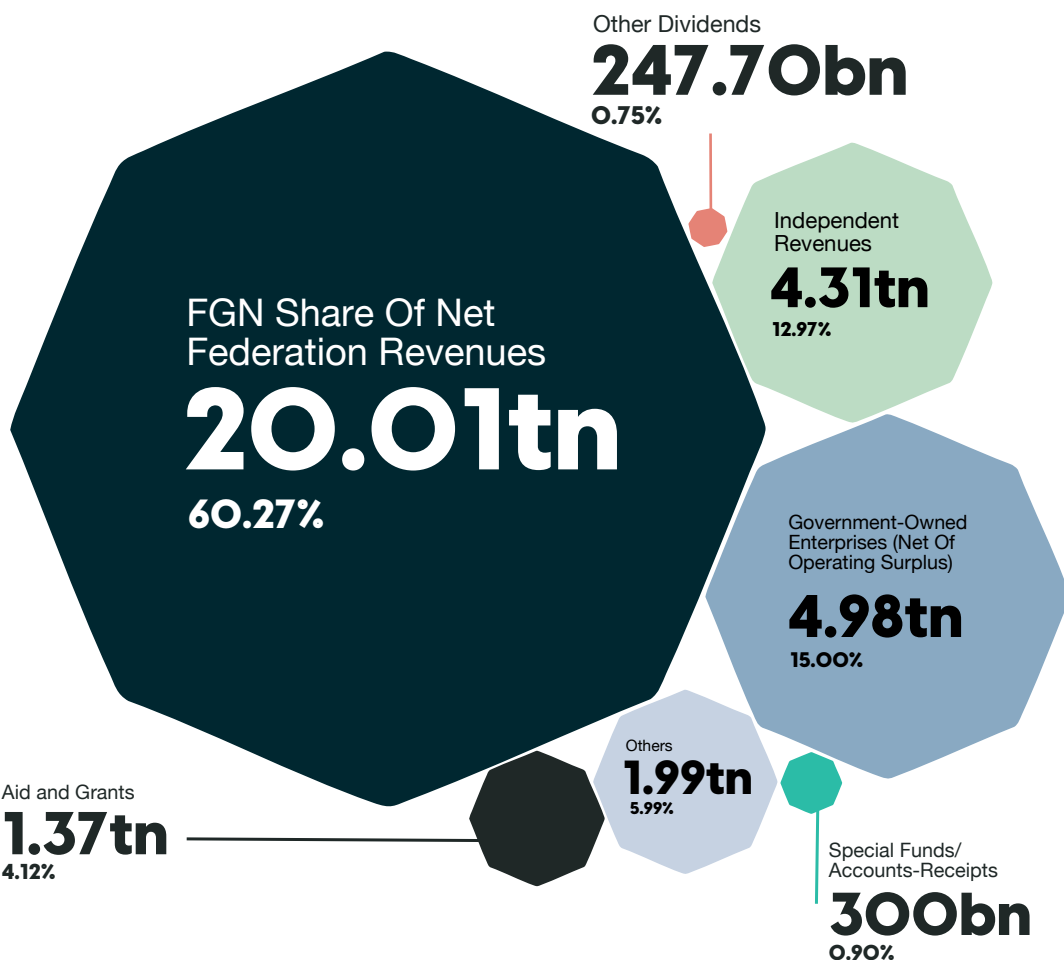 Other Dividends
247.70bn
0.75%
Independent
Revenues
4.31tn
12.97%
FGN Share Of Net
Federation Revenues
20.01tn
60.27%
Government-Owned
Enterprises (Net Of
Operating Surplus)
4.98tn
15.00%
Others
1.99tn
5.99%
Aid and Grants
1.37tn
4.12%
Special Funds/
Accounts-Receipts
300bn
0.90%